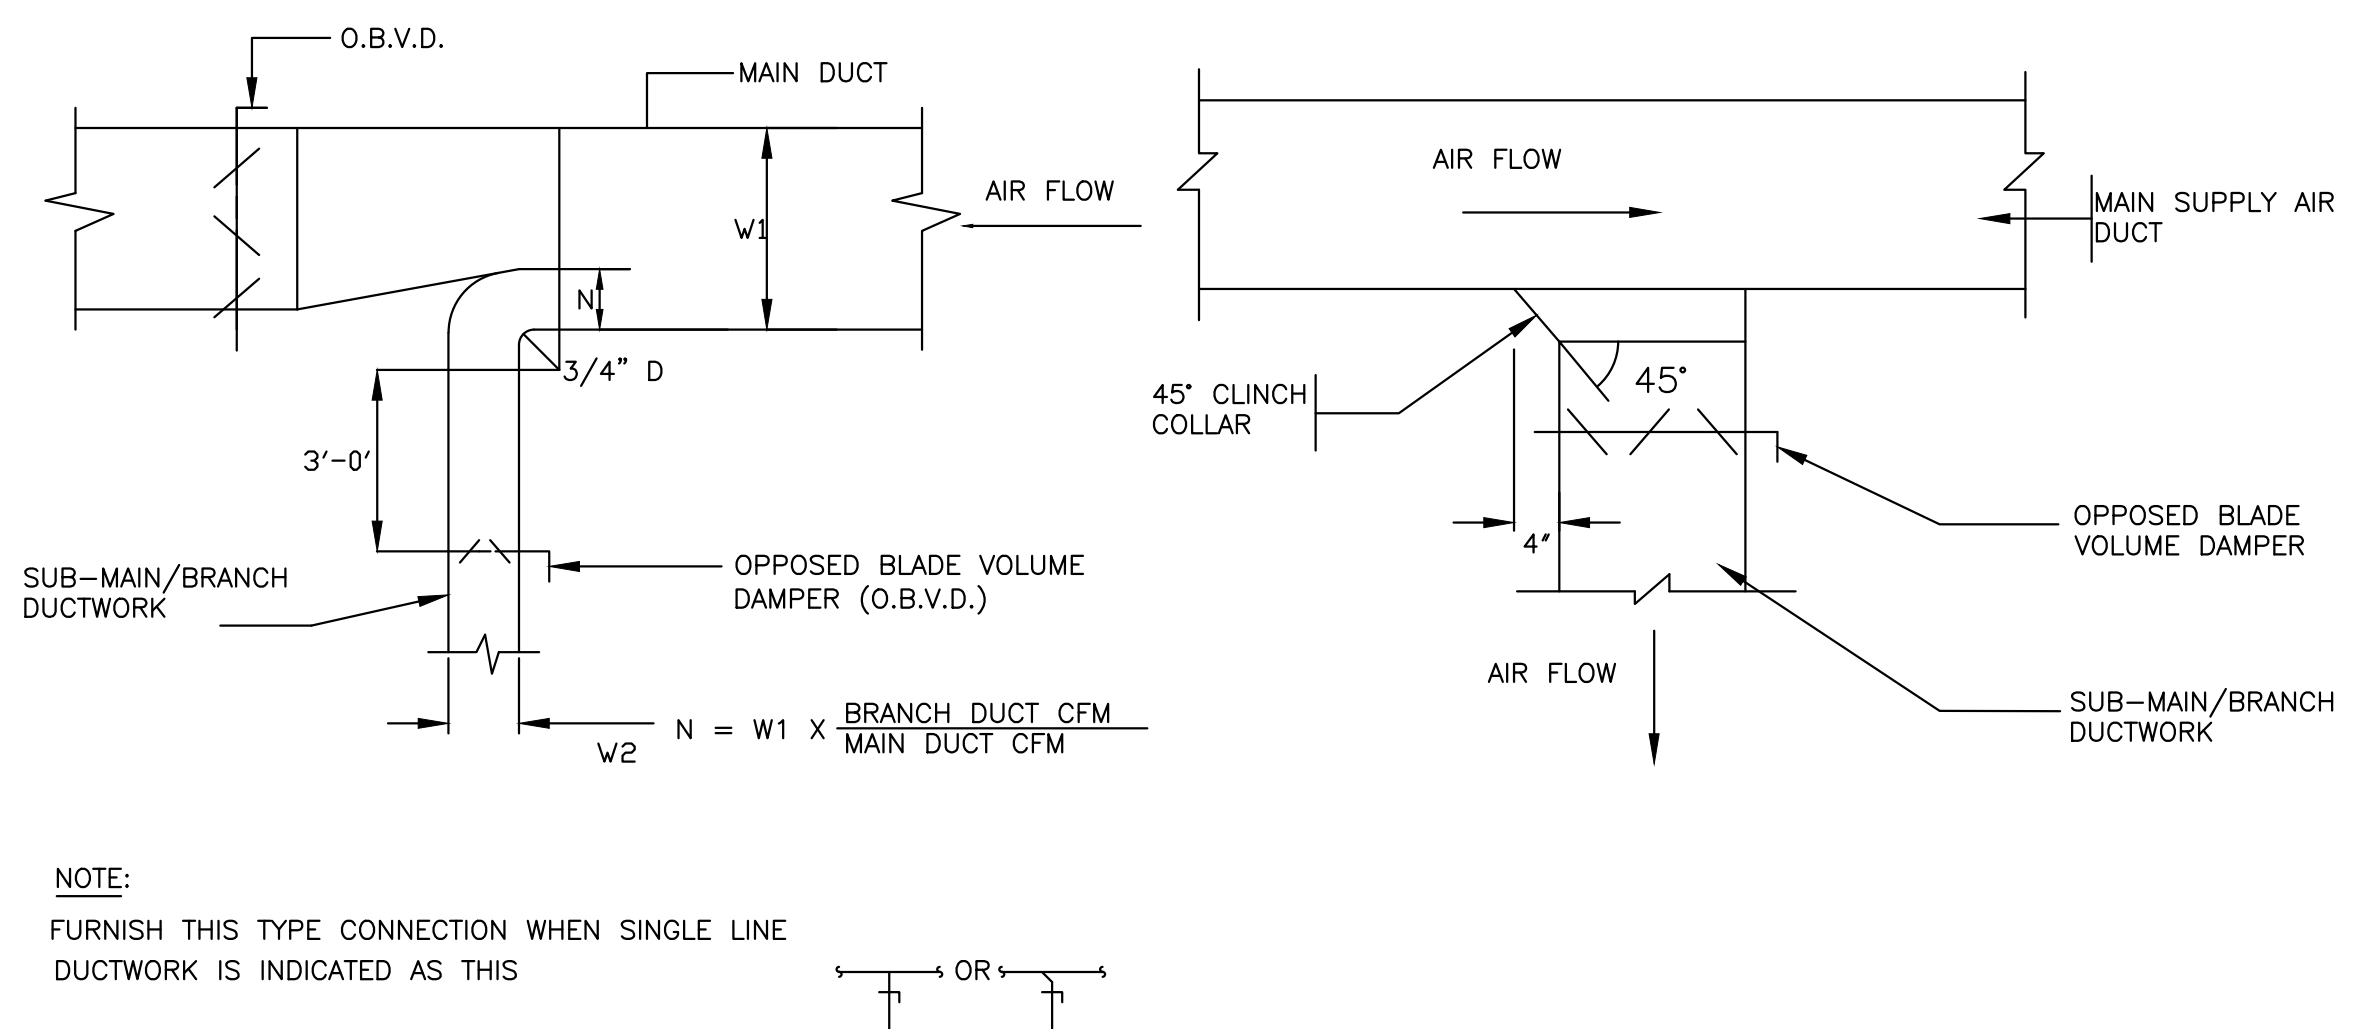 O.B.V.D.
MAIN DUCT
W1
AIR FLOW
N
3/4" D
3'-0'
SUB-MAIN/BRANCH
DUCTWORK
OPPOSED BLADE VOLUME
DAMPER (O.B.V.D.)
W2
N = W1 X BRANCH DUCT CFM
MAIN DUCT CFM
AIR FLOW
MAIN SUPPLY AIR
DUCT
45° CLINCH
COLLAR
45°
4"
OPPOSED BLADE
VOLUME DAMPER
AIR FLOW
SUB-MAIN/BRANCH
DUCTWORK
NOTE:
FURNISH THIS TYPE CONNECTION WHEN SINGLE LINE
DUCTWORK IS INDICATED AS THIS
OR